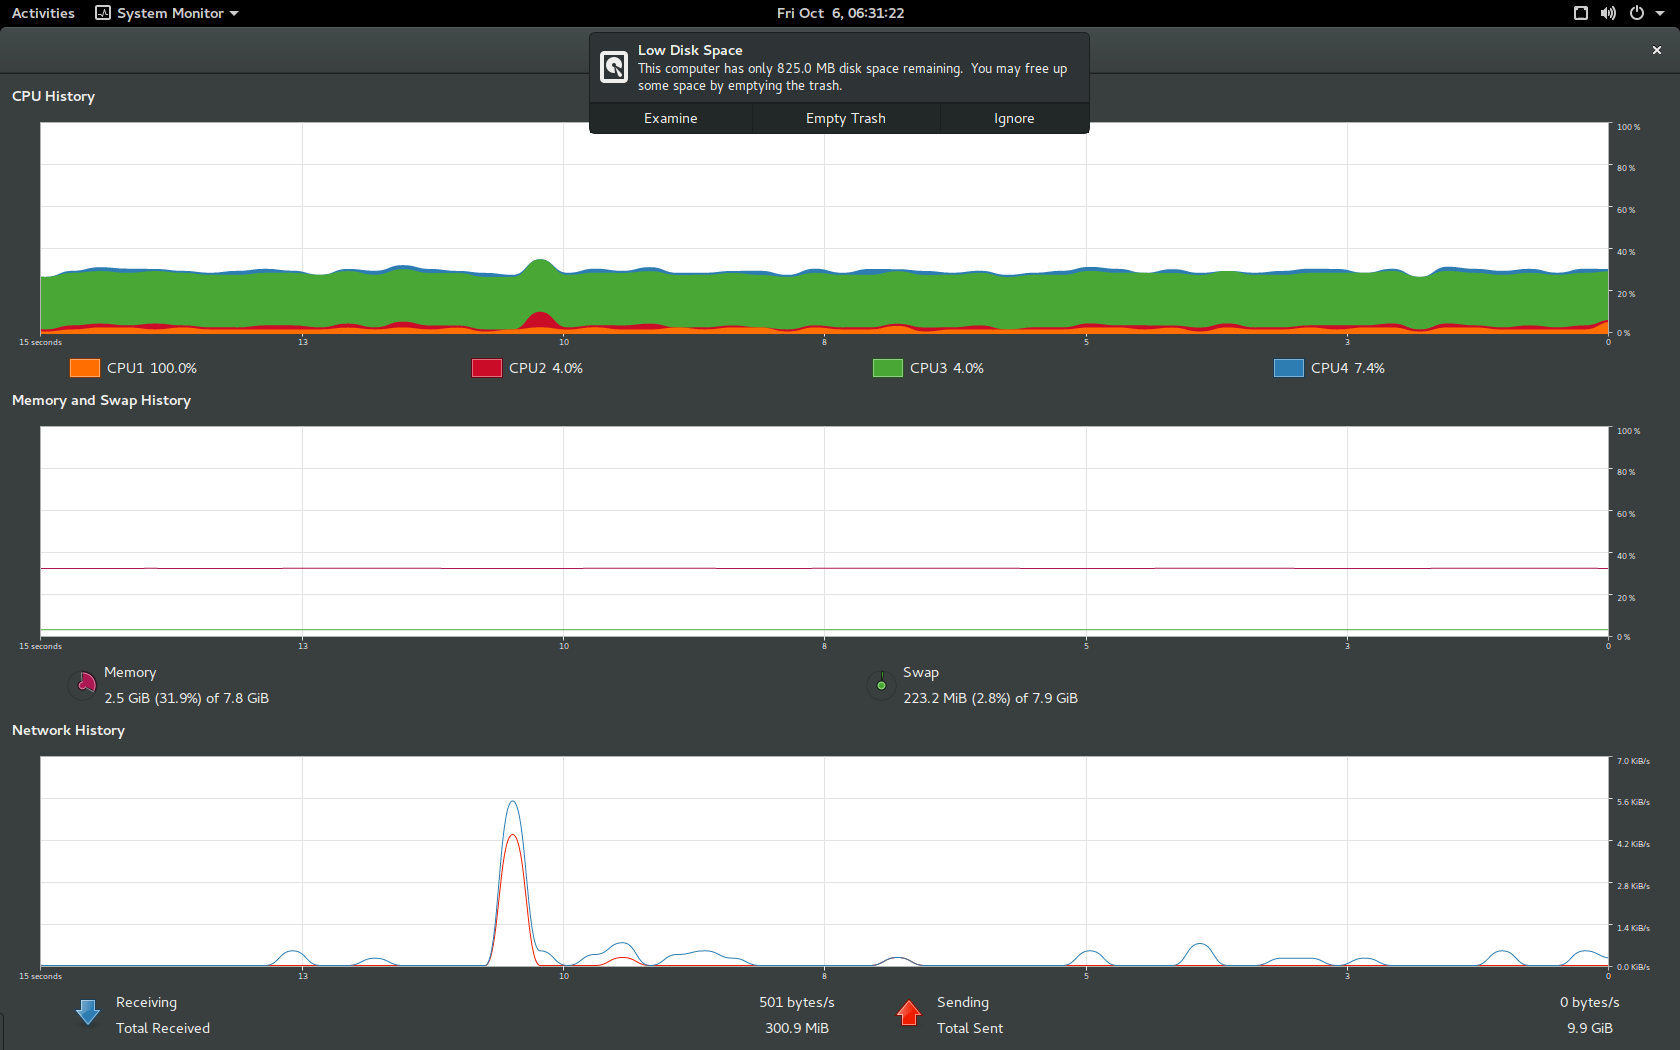 Activities System Monitor Fri Oct 6, 06:31:22
Low Disk Space
This computer has only 825.0 MB disk space remaining. You may free up
some space by emptying the trash.
Examine Empty Trash Ignore
CPU History
100 %
80 %
60 %
40 %
20 %
0 %
15 seconds 13 10 8 5 3 0
CPU1 100.0% CPU2 4.0% CPU3 4.0% CPU4 7.4%
Memory and Swap History
100 %
80 %
60 %
40 %
20 %
0 %
15 seconds 13 10 8 5 3 0
Memory Swap
2.5 GiB (31.9%) of 7.8 GiB 223.2 MiB (2.8%) of 7.9 GiB
Network History
7.0 KiB/s
5.6 KiB/s
4.2 KiB/s
2.8 KiB/s
1.4 KiB/s
0.0 KiB/s
15 seconds 13 10 8 5 3 0
Receiving 501 bytes/s Sending 0 bytes/s
Total Received 300.9 MiB Total Sent 9.9 GiB